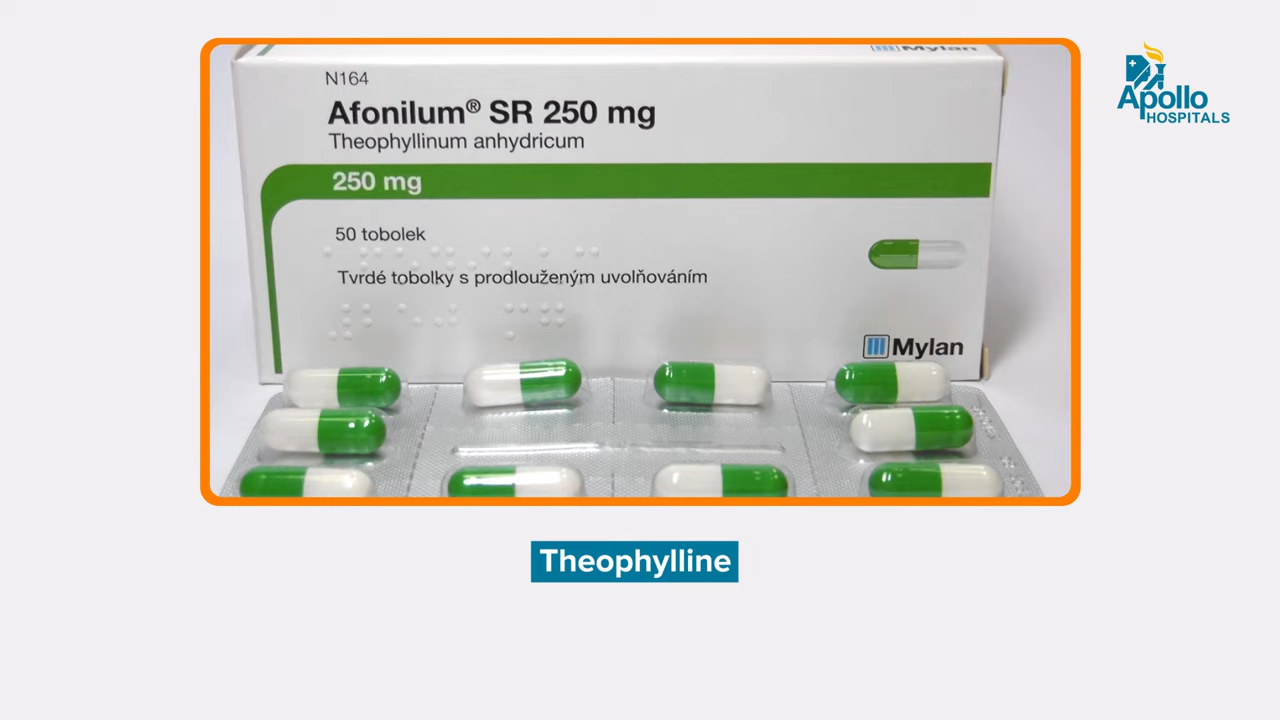 Mylan
N164
Afonilum® SR 250 mg
Theophyllinum anhydricum
250 mg
50 tobolek
Tvrdé tobolky s prodlouženým uvolňováním
Mylan
Apollo
HOSPITALS
Theophylline